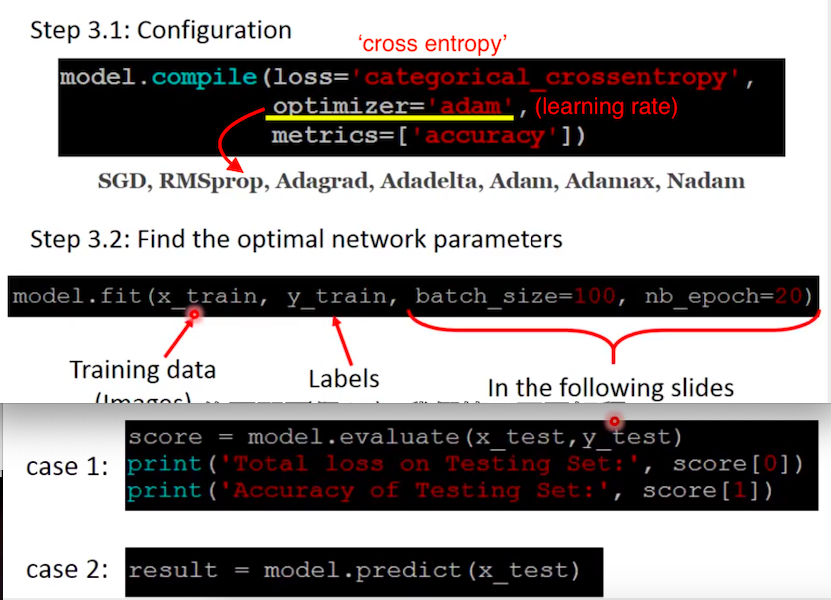 Step 3.1: Configuration
‘cross entropy’
model.compile(loss='categorical_crossentropy',
optimizer='adam', (learning rate)
metrics=['accuracy'])
SGD, RMSprop, Adagrad, Adadelta, Adam, Adamax, Nadam
Step 3.2: Find the optimal network parameters
model.fit(x_train, y_train, batch_size=100, nb_epoch=20)
Training data
(Images)
Labels
In the following slides
score = model.evaluate(x_test,y_test)
case 1:
print('Total loss on Testing Set:', score[0])
print('Accuracy of Testing Set:', score[1])
case 2:
result = model.predict(x_test)